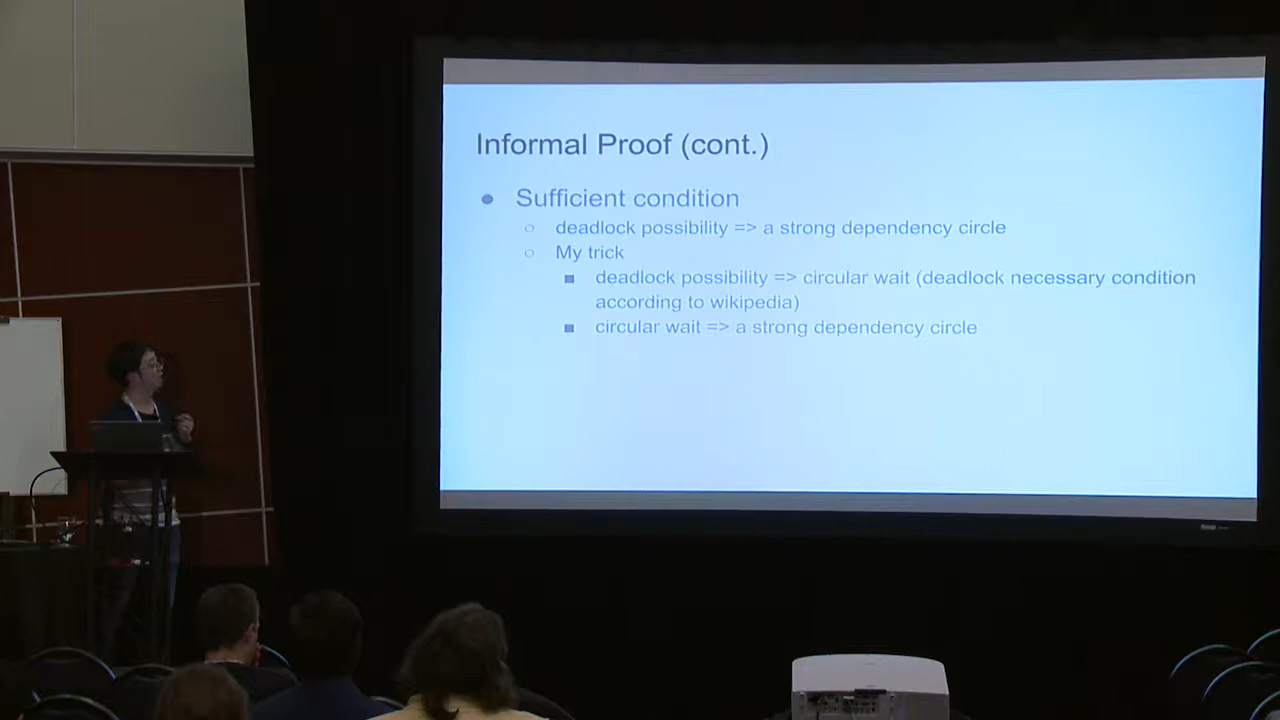 Informal Proof (cont.)
● Sufficient condition
○ deadlock possibility => a strong dependency circle
○ My trick
■ deadlock possibility => circular wait (deadlock necessary condition
according to wikipedia)
■ circular wait => a strong dependency circle